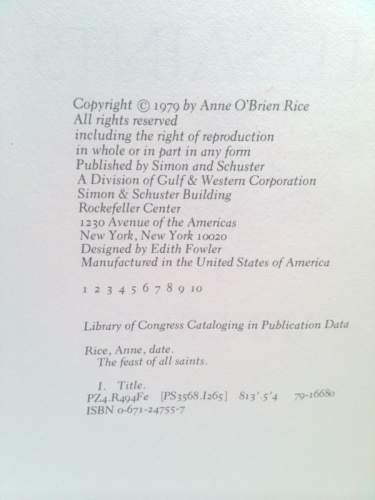 Copyright © 1979 by Anne O'Brien Rice
All rights reserved
including the right of reproduction
in whole or in part in any form
Published by Simon and Schuster
A Division of Gulf & Western Corporation
Simon & Schuster Building
Rockefeller Center
1230 Avenue of the Americas
New York, New York 10020
Designed by Edith Fowler
Manufactured in the United States of America
1 2 3 4 5 6 7 8 9 10
Library of Congress Cataloging in Publication Data
Rice, Anne, date.
The feast of all saints.
I. Title.
PZ4.R494Fe [PS3568.I265] 813'.5'4 79-16680
ISBN 0-671-24755-7